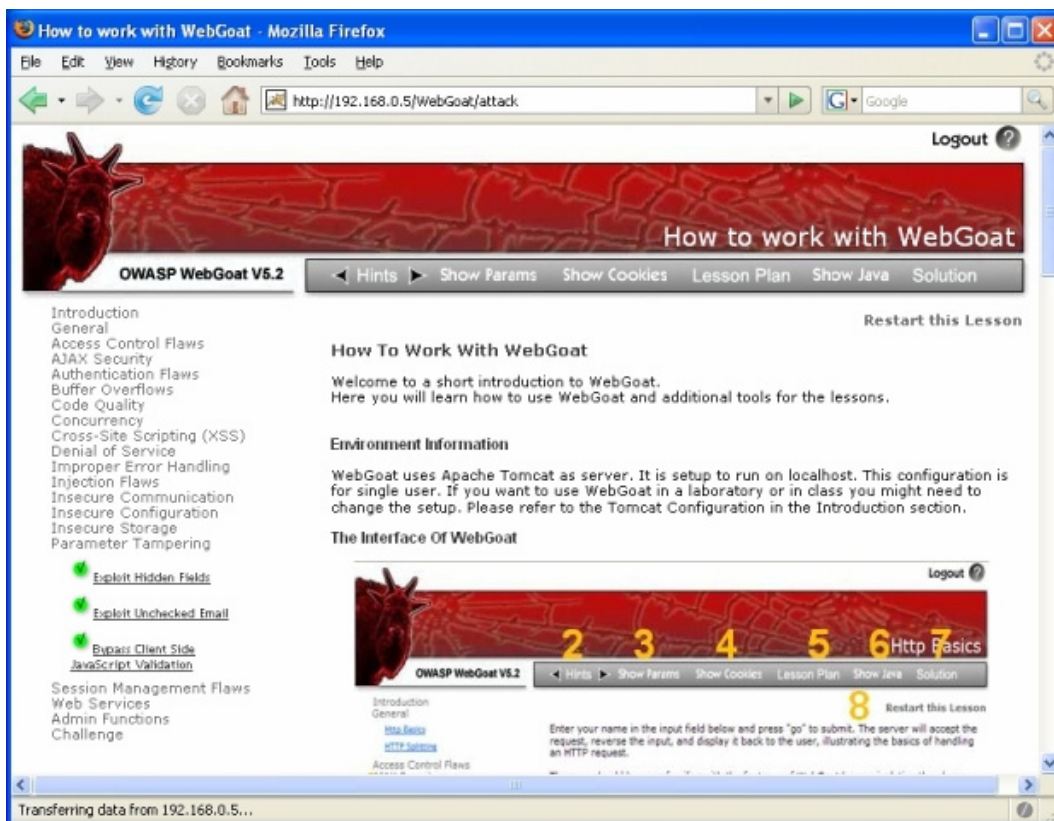 How to work with WebGoat - Mozilla Firefox
File Edit View History Bookmarks Tools Help
http://192.168.0.5/WebGoat/attack
G Google
Logout ?
How to work with WebGoat
OWASP WebGoat V5.2
Hints Show Params Show Cookies Lesson Plan Show Java Solution
Restart this Lesson
Introduction
General
Access Control Flaws
AJAX Security
Authentication Flaws
Buffer Overflows
Code Quality
Concurrency
Cross-Site Scripting (XSS)
Denial of Service
Improper Error Handling
Injection Flaws
Insecure Communication
Insecure Configuration
Insecure Storage
Parameter Tampering
Exploit Hidden Fields
Exploit Unchecked Email
Bypass Client Side
JavaScript Validation
Session Management Flaws
Web Services
Admin Functions
Challenge
How To Work With WebGoat
Welcome to a short introduction to WebGoat.
Here you will learn how to use WebGoat and additional tools for the lessons.
Environment Information
WebGoat uses Apache Tomcat as server. It is setup to run on localhost. This configuration is
for single user. If you want to use WebGoat in a laboratory or in class you might need to
change the setup. Please refer to the Tomcat Configuration in the Introduction section.
The Interface Of WebGoat
Logout ?
2 3 4 5 6 7
Http Basics
OWASP WebGoat V5.2
Hints Show Params Show Cookies Lesson Plan Show Java Solution
8
Restart this Lesson
Introduction
General
Http Basics
HTTP Splitting
Access Control Flaws
Enter your name in the input field below and press "go" to submit. The server will accept the
request, reverse the input, and display it back to the user, illustrating the basics of handling
an HTTP request.
Transferring data from 192.168.0.5...